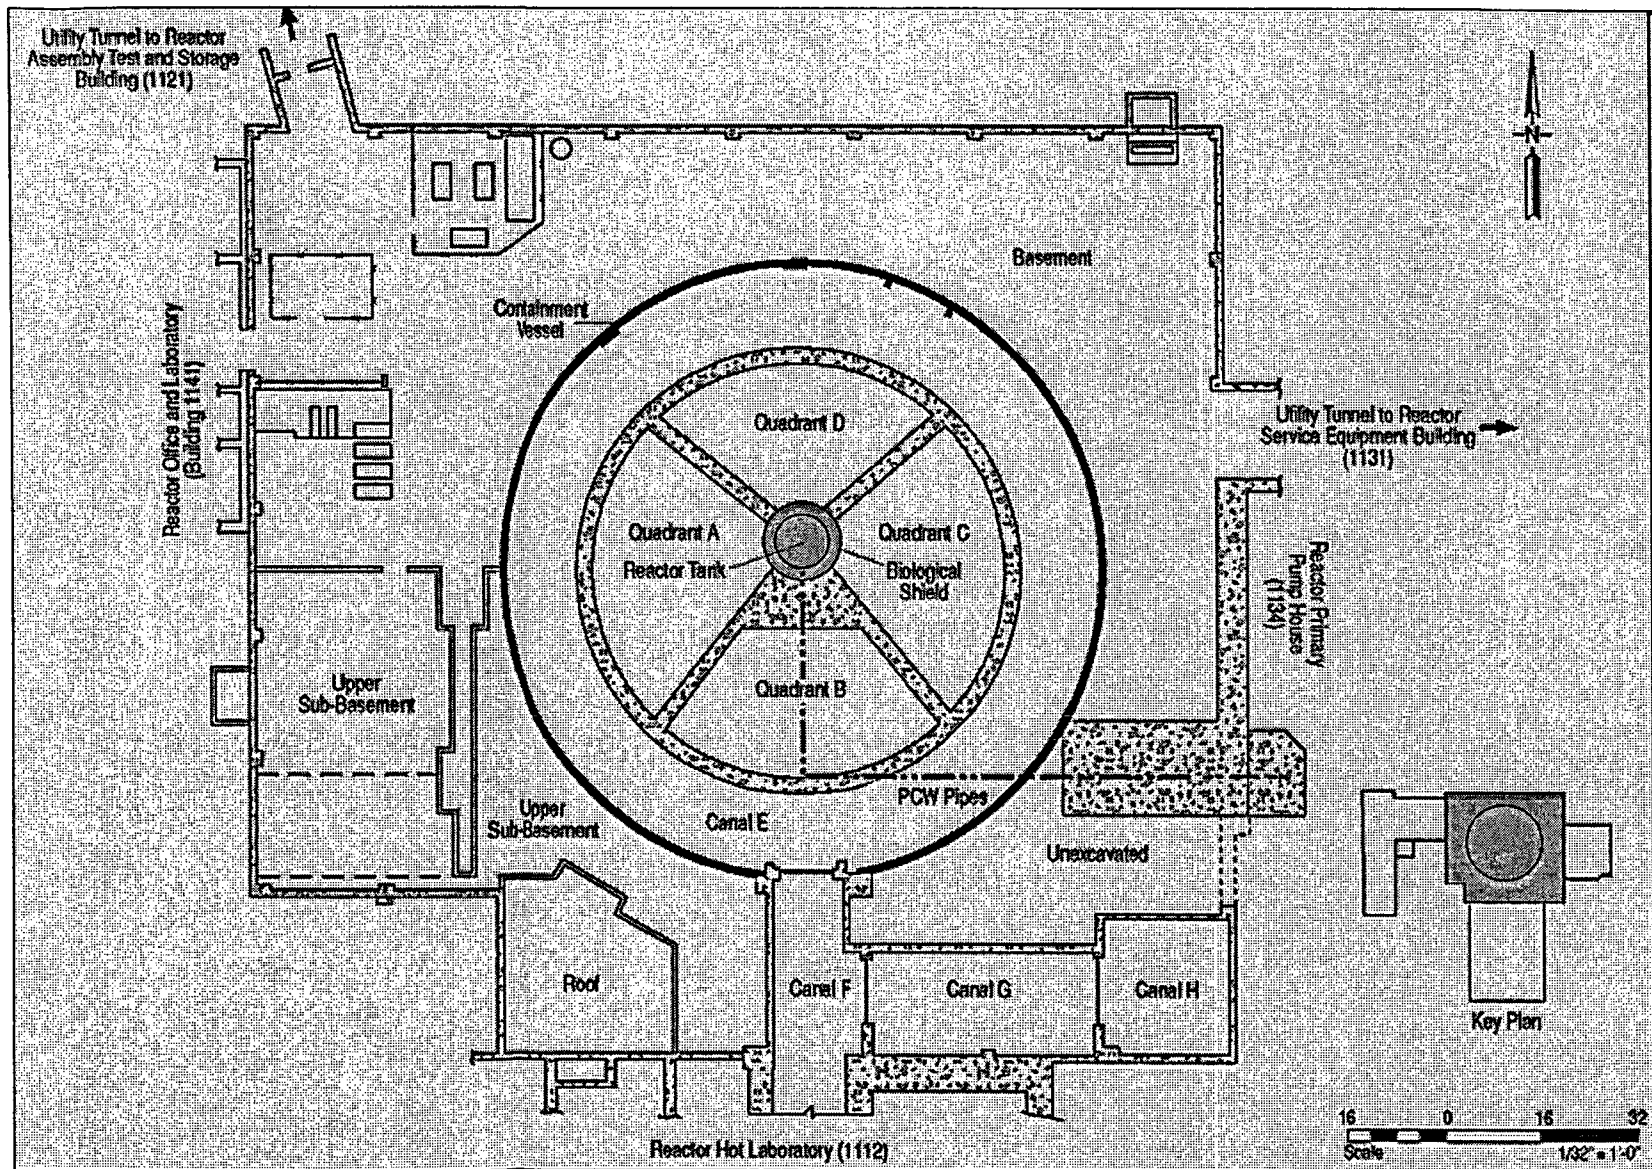 Utility Tunnel to Reactor
Assembly Test and Storage
Building (1121)
N
Basement
Containment
Vessel
Reactor Office and Laboratory
(Building 1141)
Quadrant D
Utility Tunnel to Reactor
Service Equipment Building
(1131)
Quadrant A
Quadrant C
Reactor Tank
Biological
Shield
Reactor Primary
Pump House
(1134)
Upper
Sub-Basement
Quadrant B
PCW Pipes
Upper
Sub-Basement
Canal E
Unexcavated
Roof
Canal F
Canal G
Canal H
Key Plan
Reactor Hot Laboratory (1112)
16 0 16 32
Scale 1/32" = 1'-0"